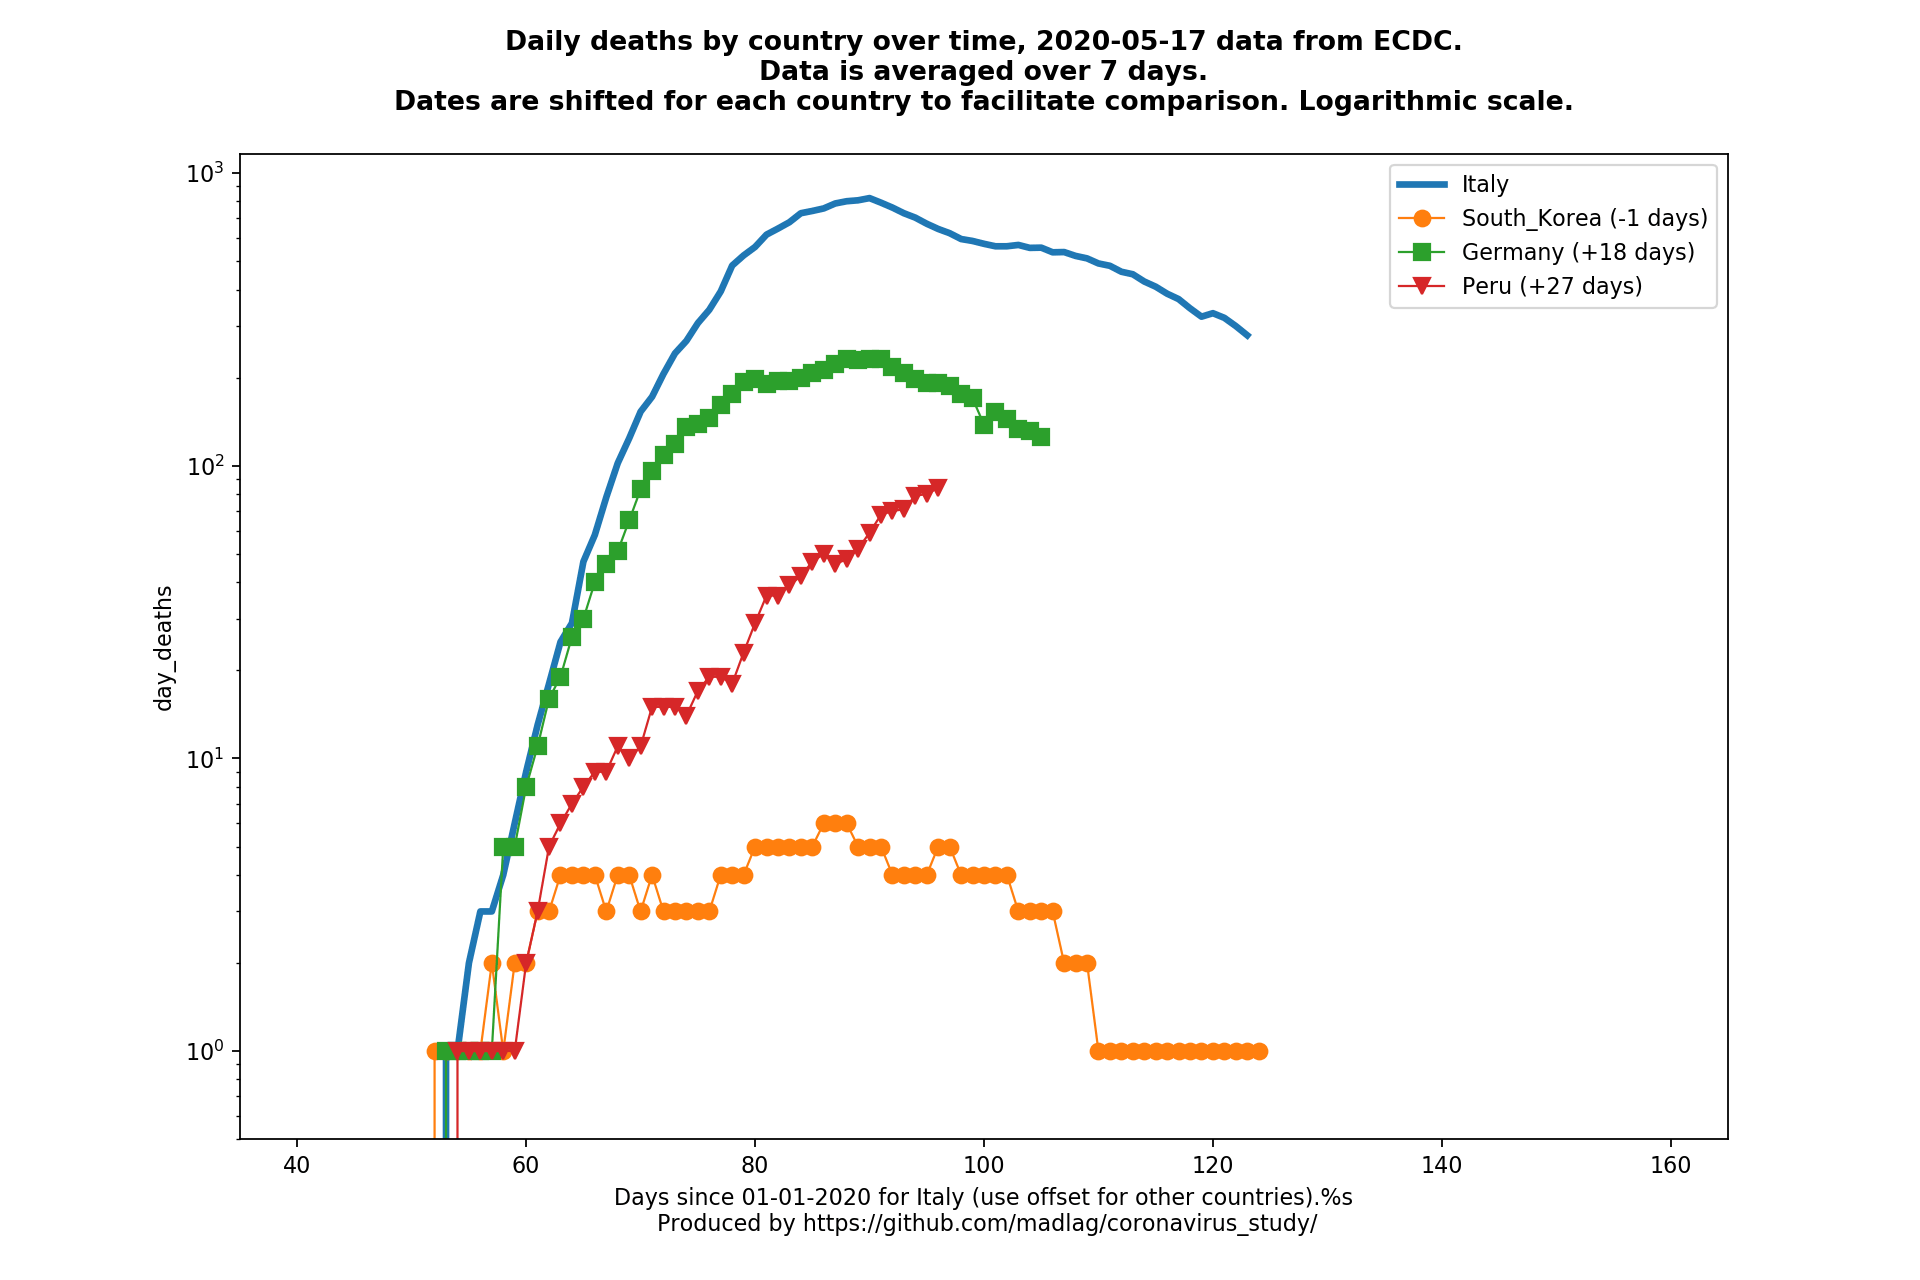 Daily deaths by country over time, 2020-05-17 data from ECDC.
Data is averaged over 7 days.
Dates are shifted for each country to facilitate comparison. Logarithmic scale.
10³
10²
10¹
10⁰
day_deaths
Italy
South_Korea (-1 days)
Germany (+18 days)
Peru (+27 days)
40 60 80 100 120 140 160
Days since 01-01-2020 for Italy (use offset for other countries).%s
Produced by https://github.com/madlag/coronavirus_study/